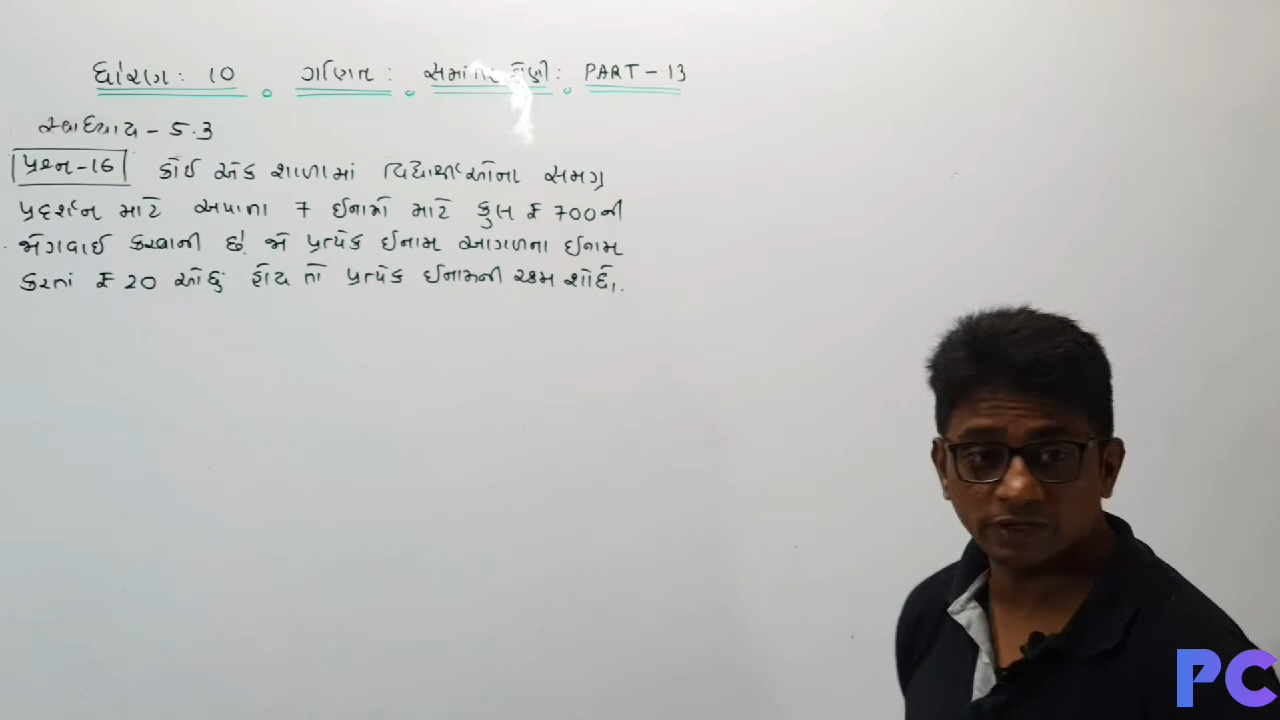 ધોરણ: 10 ગણિત: સમાંતર શ્રેણી: PART - 13
સ્વાધ્યાય - 5.3
પ્રશ્ન-16 કોઈ એક શાળામાં વિદ્યાર્થીઓના સમગ્ર
પ્રદર્શન માટે અપાતા 7 ઈનામો માટે કુલ ₹ 700ની
જોગવાઈ કરવાની છે. જો પ્રત્યેક ઈનામ આગળના ઈનામ
કરતાં ₹ 20 ઓછું હોય તો પ્રત્યેક ઈનામની રકમ શોધો.
PC